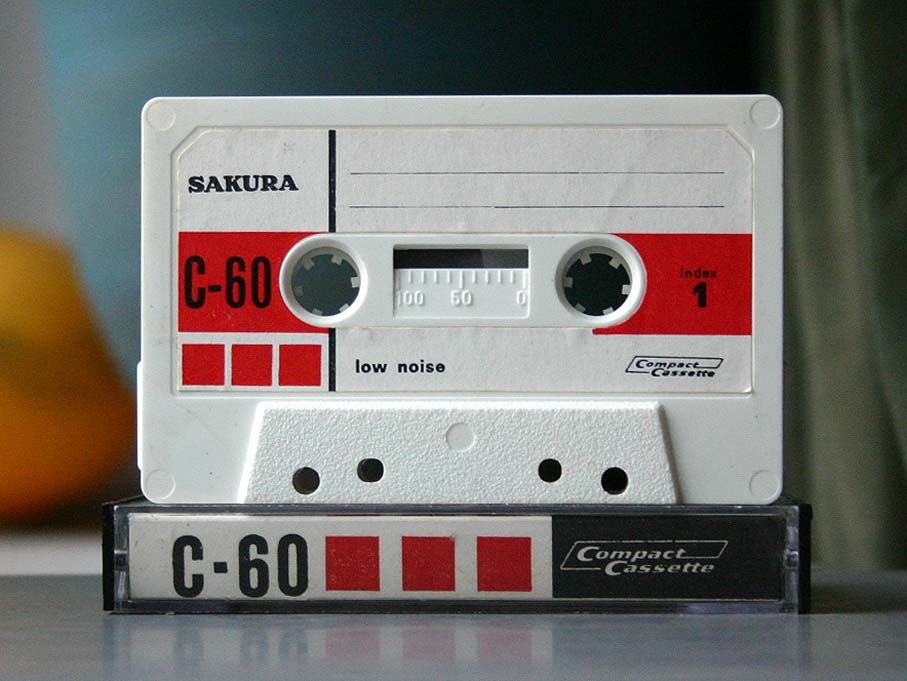 SAKURA
C-60
100 50 0
index
1
low noise
Compact
Cassette
C-60
Compact
Cassette